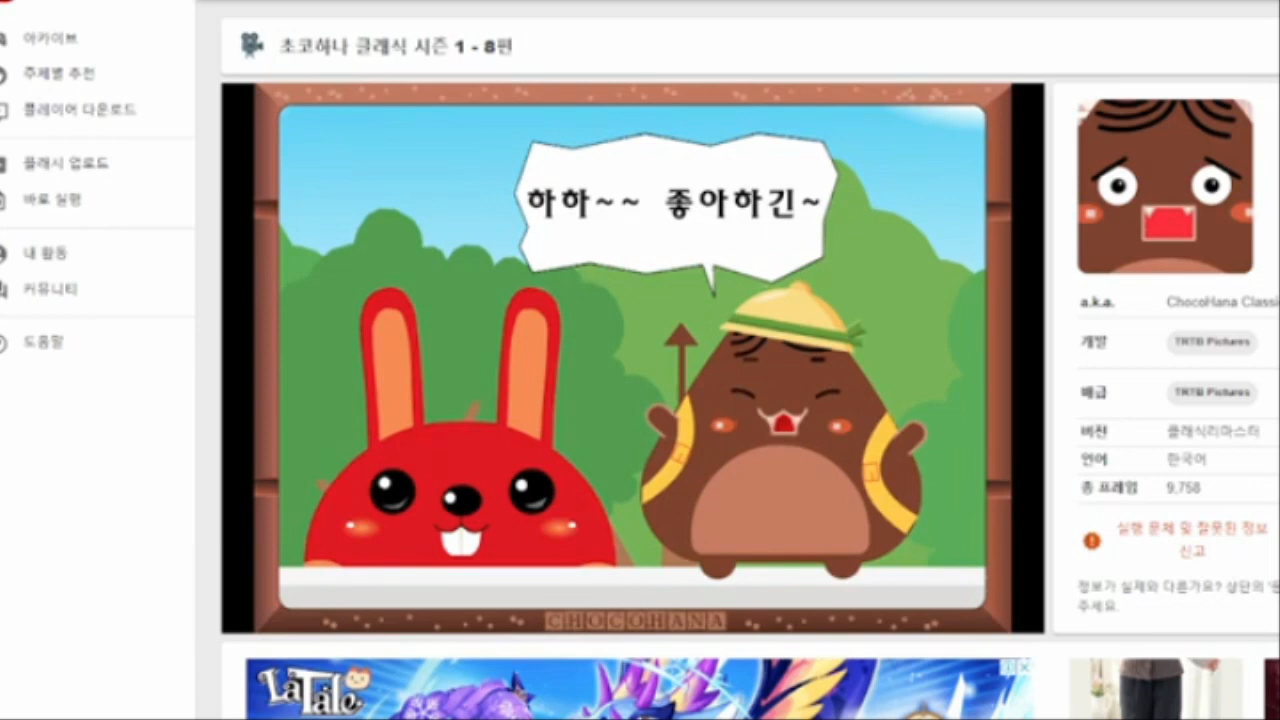 아카이브
주제별 추천
플레이어 다운로드
플래시 업로드
바로 실행
내 활동
커뮤니티
도움말
초코하나 클래식 시즌 1 - 8편
하하~~ 좋아하긴~
CHOCOHANA
a.k.a. ChocoHana Classi
개발 TRTB Pictures
배급 TRTB Pictures
버전 클래식리마스터
언어 한국어
총 프레임 9,758
실행 문제 및 잘못된 정보
신고
정보가 실제와 다른가요? 상단의
주세요.
LaTale